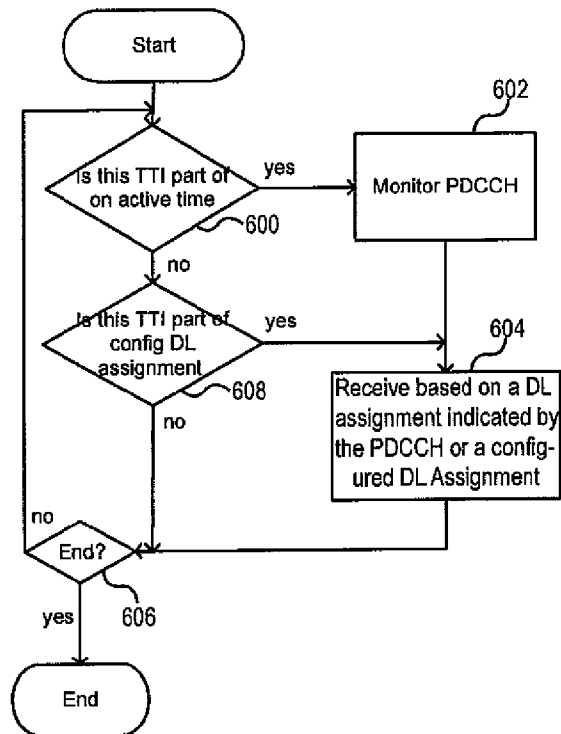 Start
602
Is this TTI part of
on active time
yes
Monitor PDCCH
600
no
Is this TTI part of
config DL
assignment
yes
604
608
Receive based on a DL
assignment indicated by
the PDCCH or a config-
ured DL Assignment
no
no
End?
606
yes
End